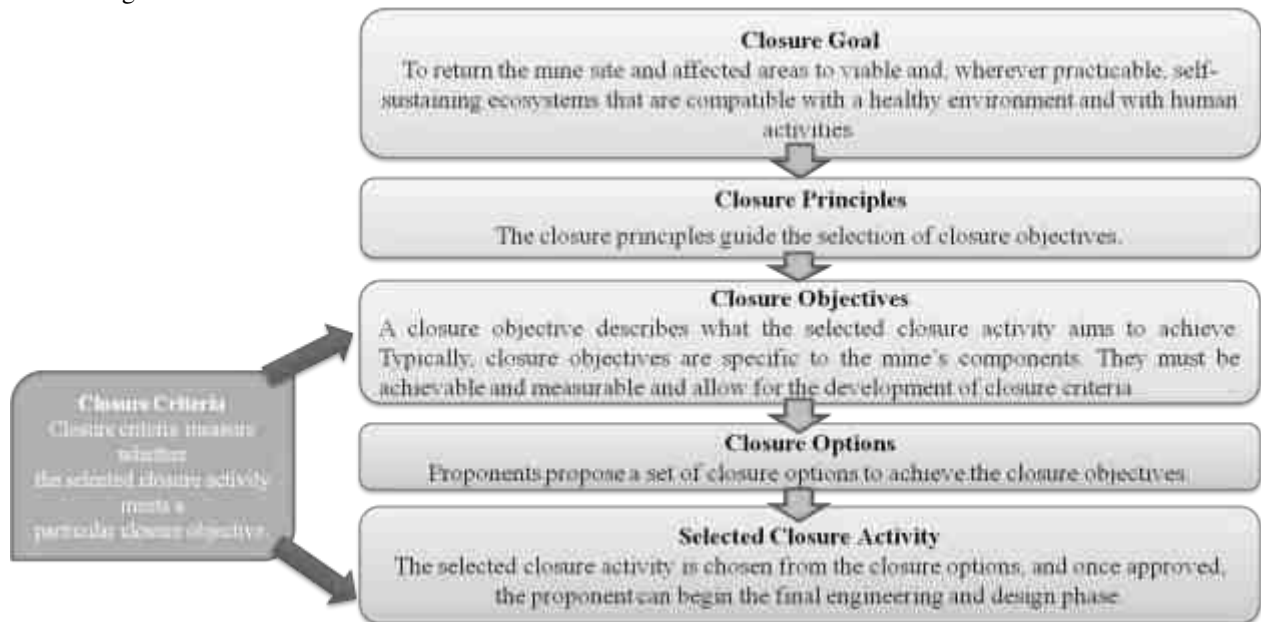 Closure Goal
To return the mine site and affected areas to viable and, wherever practicable, self-
sustaining ecosystems that are compatible with a healthy environment and with human
activities
Closure Principles
The closure principles guide the selection of closure objectives.
Closure Objectives
A closure objective describes what the selected closure activity aims to achieve
Typically, closure objectives are specific to the mine's components. They must be
achievable and measurable and allow for the development of closure criteria
Closure Criteria
Closure criteria measure
whether
the selected closure activity
meets a
particular closure objective.
Closure Options
Proponents propose a set of closure options to achieve the closure objectives
Selected Closure Activity
The selected closure activity is chosen from the closure options, and once approved,
the proponent can begin the final engineering and design phase